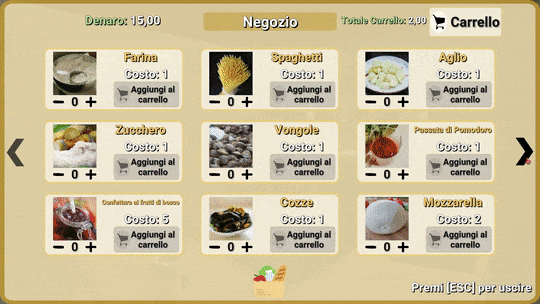 Denaro: 15,00
Negozio
Totale Carrello: 2,00
Carrello
Farina
Costo: 1
- 0 +
Aggiungi al
carrello
Spaghetti
Costo: 1
- 0 +
Aggiungi al
carrello
Aglio
Costo: 1
- 0 +
Aggiungi al
carrello
Zucchero
Costo: 1
- 0 +
Aggiungi al
carrello
Vongole
Costo: 1
- 0 +
Aggiungi al
carrello
Passata di Pomodoro
Costo: 1
- 0 +
Aggiungi al
carrello
Confettura ai frutti di bosco
Costo: 5
- 0 +
Aggiungi al
carrello
Cozze
Costo: 1
- 0 +
Aggiungi al
carrello
Mozzarella
Costo: 2
- 0 +
Aggiungi al
carrello
Premi [ESC] per uscire